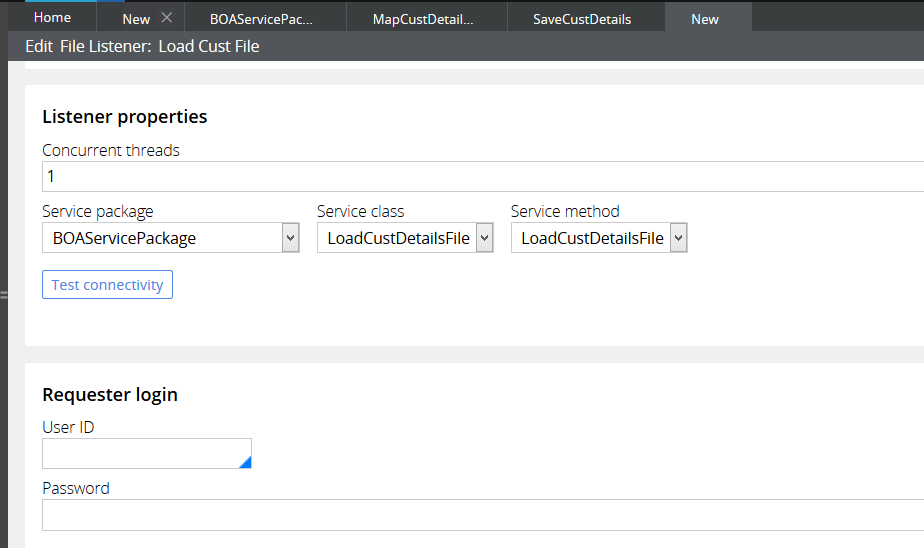 Home New BOAServicePac... MapCustDetail... SaveCustDetails New
Edit File Listener: Load Cust File
Listener properties
Concurrent threads
1
Service package Service class Service method
BOAServicePackage LoadCustDetailsFile LoadCustDetailsFile
Test connectivity
Requester login
User ID
Password